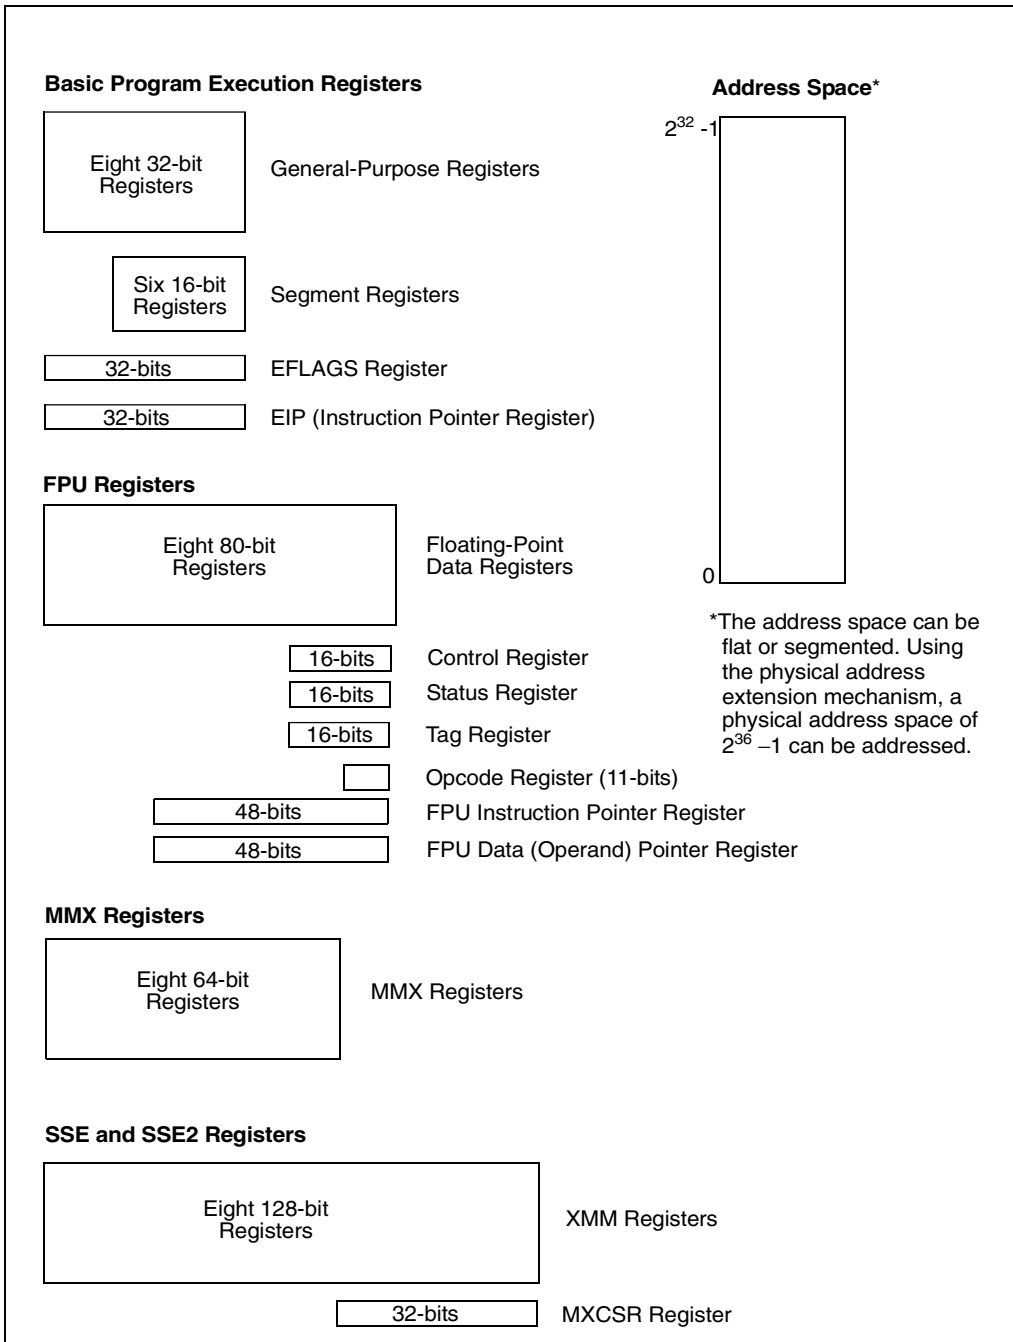 Basic Program Execution Registers
Eight 32-bit
Registers
General-Purpose Registers
Six 16-bit
Registers
Segment Registers
32-bits
EFLAGS Register
32-bits
EIP (Instruction Pointer Register)
Address Space*
2^32 -1
0
*The address space can be
flat or segmented. Using
the physical address
extension mechanism, a
physical address space of
2^36 –1 can be addressed.
FPU Registers
Eight 80-bit
Registers
Floating-Point
Data Registers
16-bits
Control Register
16-bits
Status Register
16-bits
Tag Register
Opcode Register (11-bits)
48-bits
FPU Instruction Pointer Register
48-bits
FPU Data (Operand) Pointer Register
MMX Registers
Eight 64-bit
Registers
MMX Registers
SSE and SSE2 Registers
Eight 128-bit
Registers
XMM Registers
32-bits
MXCSR Register